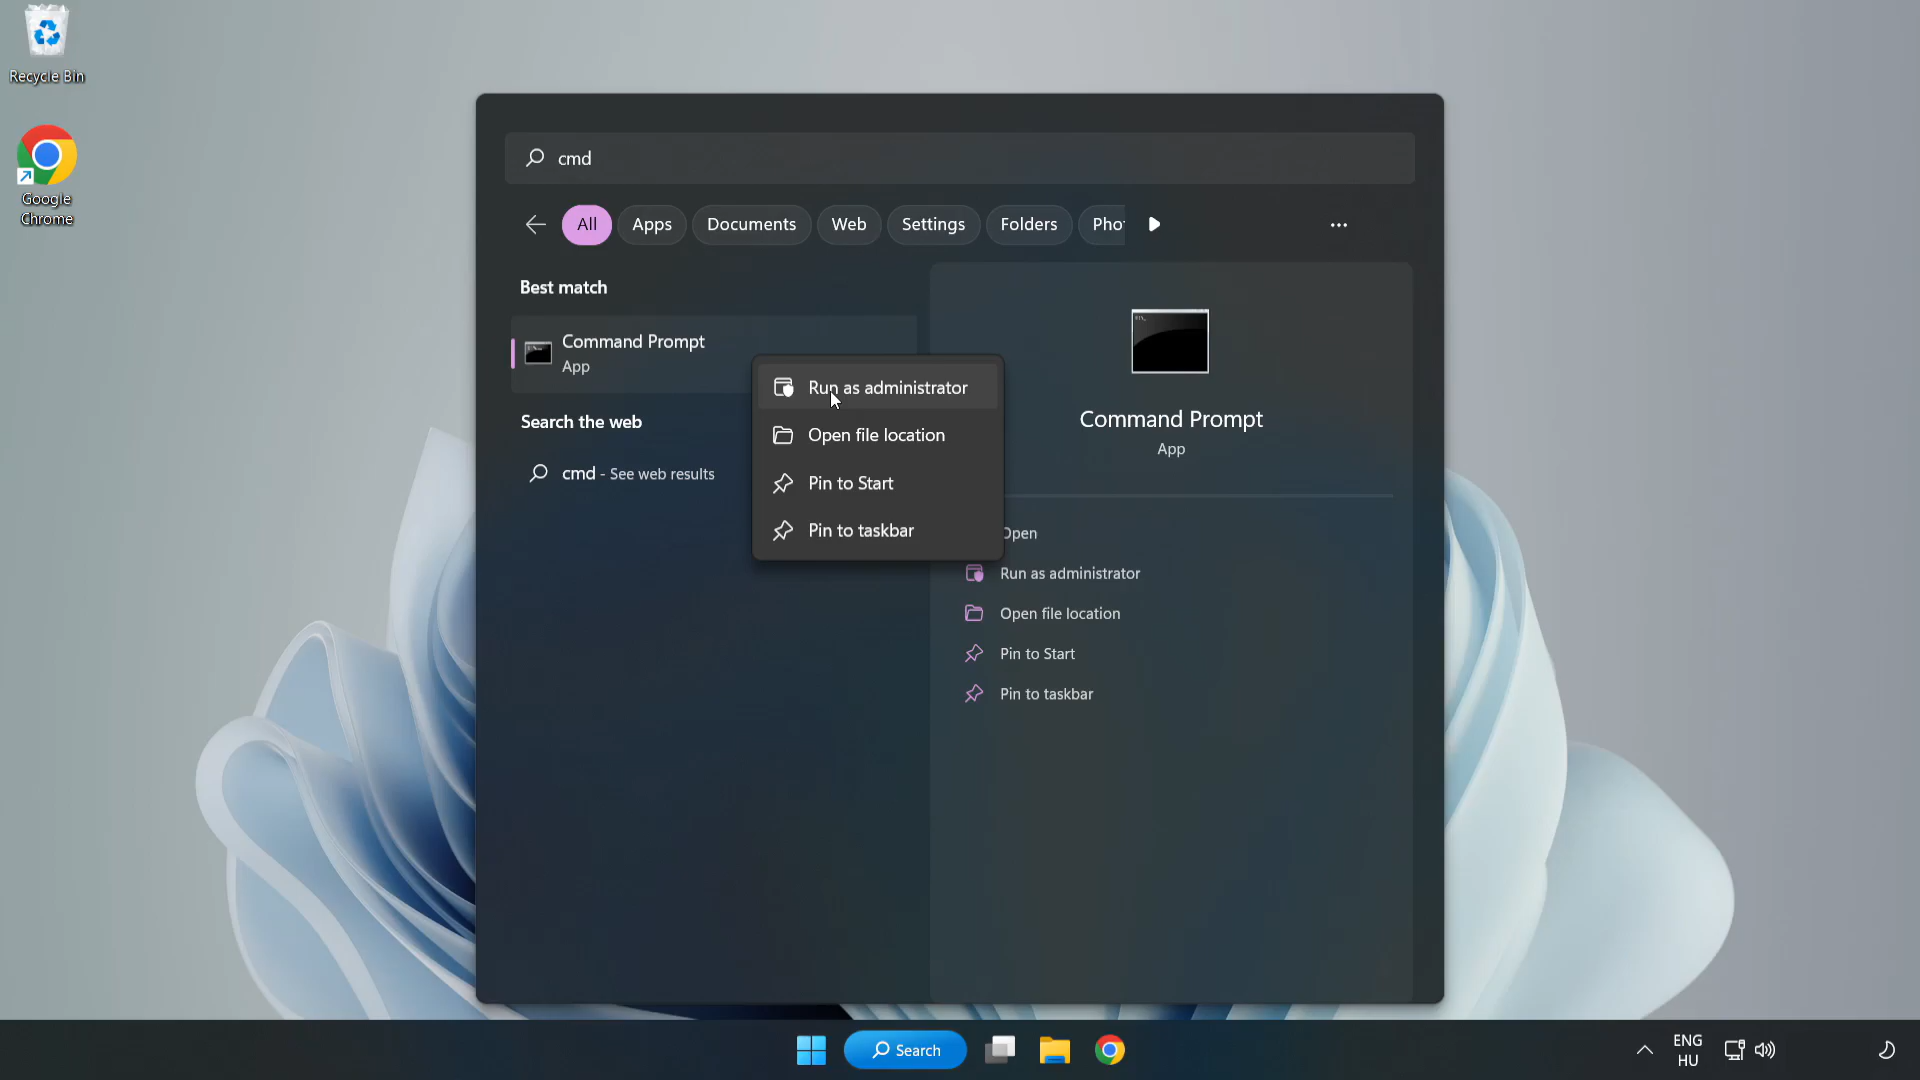 Recycle Bin
Google
Chrome
cmd
All
Apps
Documents
Web
Settings
Folders
Pho
Best match
Command Prompt
App
Search the web
cmd - See web results
Run as administrator
Open file location
Pin to Start
Pin to taskbar
Command Prompt
App
Open
Run as administrator
Open file location
Pin to Start
Pin to taskbar
Search
ENG
HU